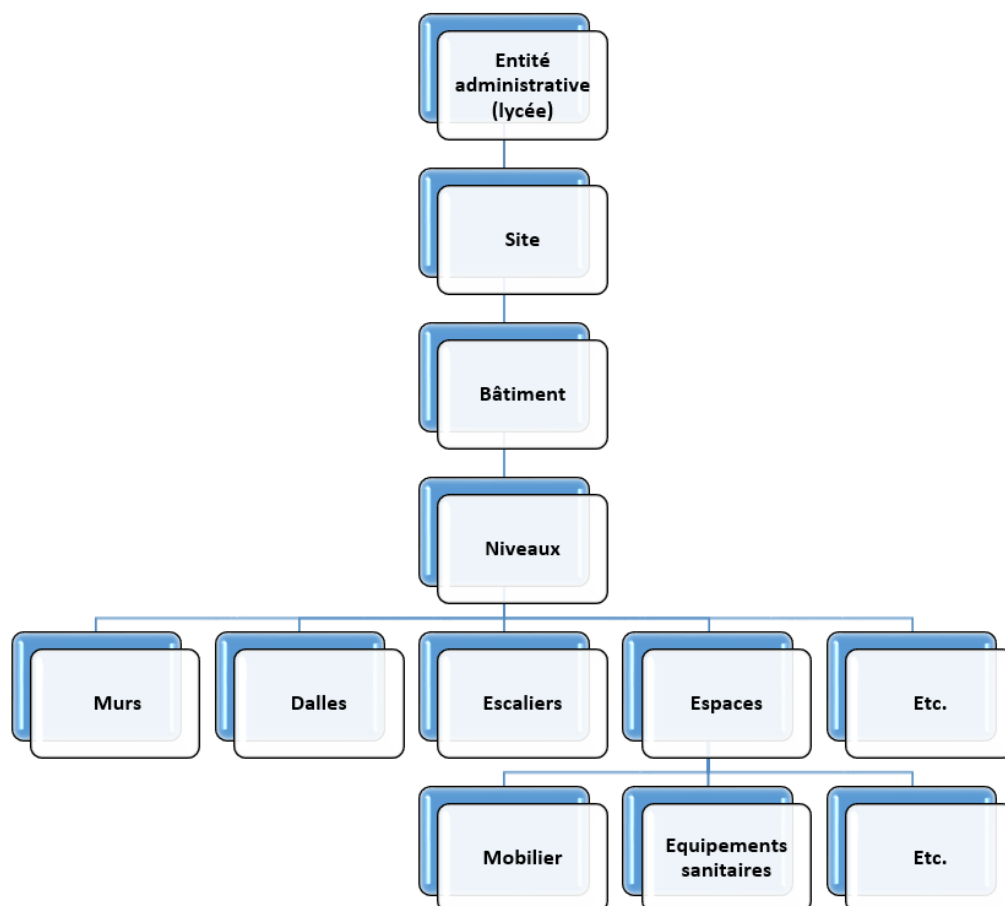 Entité
administrative
(lycée)
Site
Bâtiment
Niveaux
Murs
Dalles
Escaliers
Espaces
Etc.
Mobilier
Equipements
sanitaires
Etc.